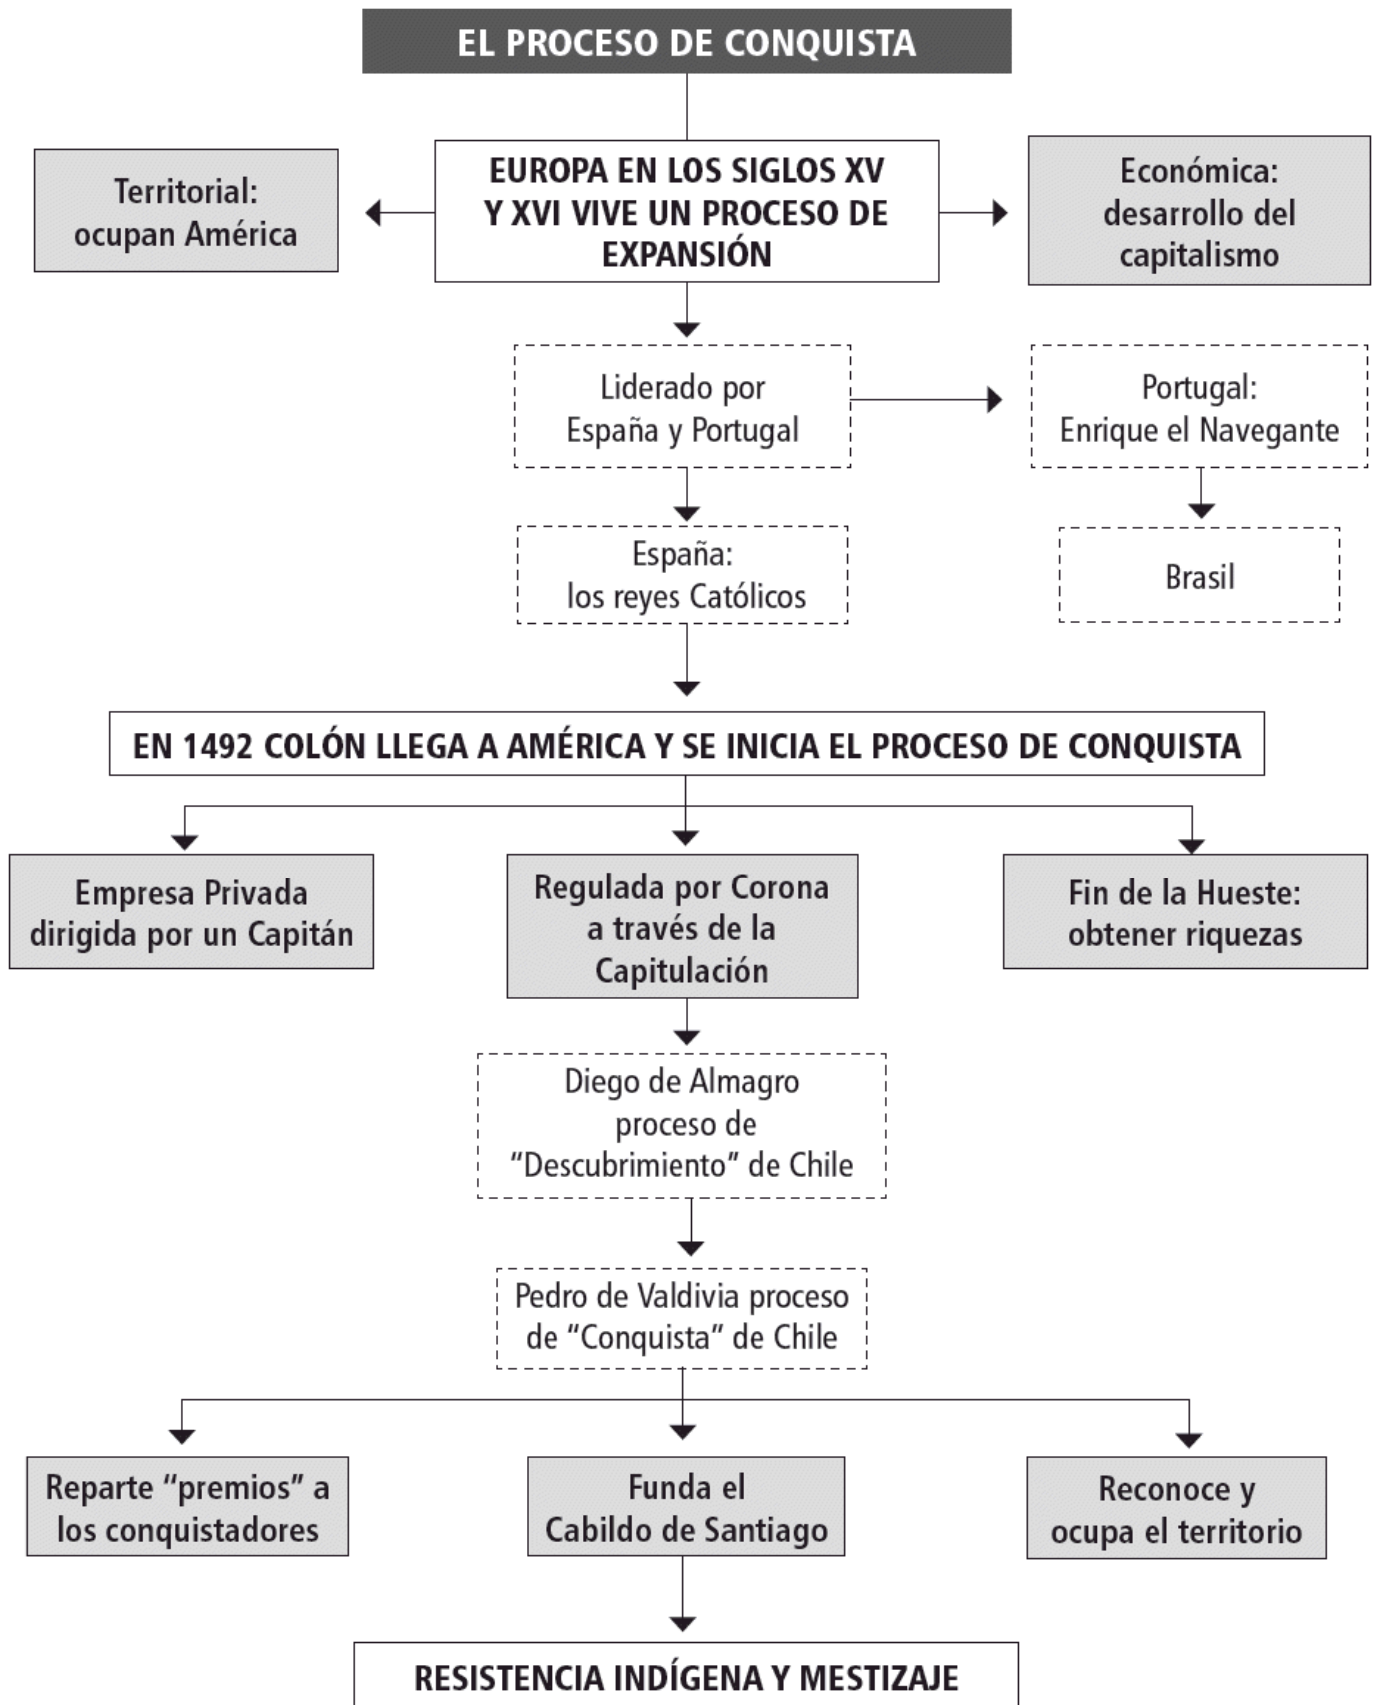 EL PROCESO DE CONQUISTA
Territorial:
ocupan América
EUROPA EN LOS SIGLOS XV
Y XVI VIVE UN PROCESO DE
EXPANSIÓN
Económica:
desarrollo del
capitalismo
Liderado por
España y Portugal
Portugal:
Enrique el Navegante
España:
los reyes Católicos
Brasil
EN 1492 COLÓN LLEGA A AMÉRICA Y SE INICIA EL PROCESO DE CONQUISTA
Empresa Privada
dirigida por un Capitán
Regulada por Corona
a través de la
Capitulación
Fin de la Hueste:
obtener riquezas
Diego de Almagro
proceso de
“Descubrimiento” de Chile
Pedro de Valdivia proceso
de “Conquista” de Chile
Reparte “premios” a
los conquistadores
Funda el
Cabildo de Santiago
Reconoce y
ocupa el territorio
RESISTENCIA INDÍGENA Y MESTIZAJE